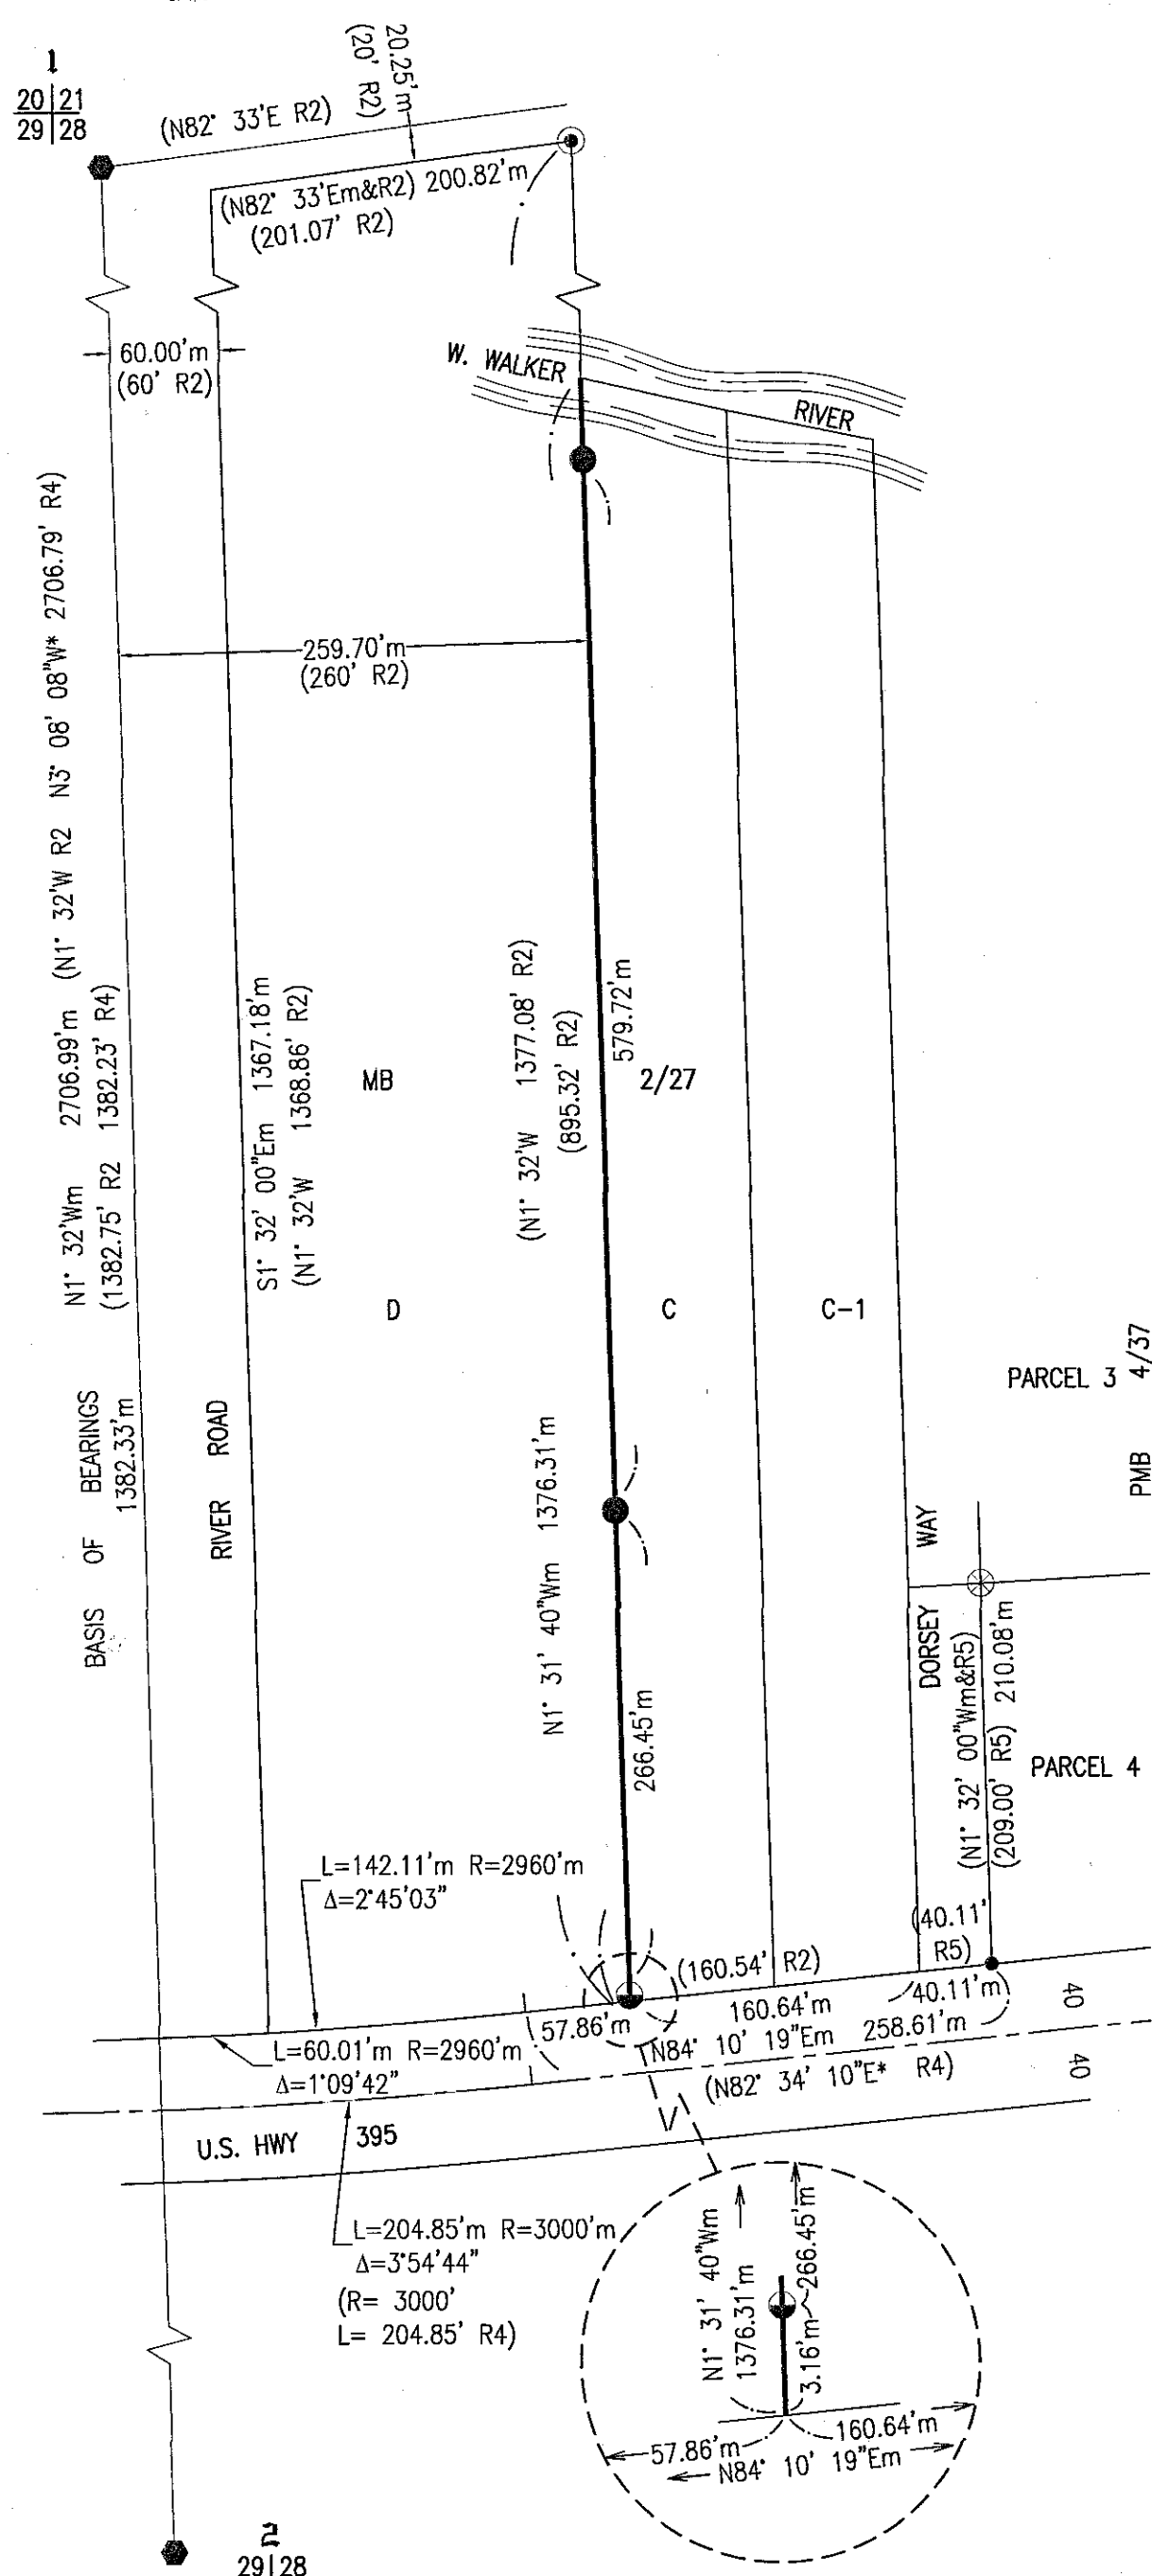 1
20|21
29|28
(N82° 33'E R2)
20.25'm
(20' R2)
(N82° 33'Em&R2) 200.82'm
(201.07' R2)
60.00'm
(60' R2)
W. WALKER
RIVER
259.70'm
(260' R2)
N1° 32'Wm 2706.99'm (N1° 32'W R2 N3° 08' 08"W* 2706.79' R4)
(1382.75' R2 1382.23' R4)
BASIS OF BEARINGS
1382.33'm
S1° 32' 00"Em 1367.18'm
(N1° 32'W 1368.86' R2)
RIVER ROAD
MB
2/27
(N1° 32'W 1377.08' R2)
(895.32' R2)
579.72'm
D
C
C-1
PARCEL 3 4/37
PMB
N1° 31' 40"Wm 1376.31'm
266.45'm
DORSEY WAY
(N1° 32' 00"Wm&R5)
(209.00' R5) 210.08'm
PARCEL 4
L=142.11'm R=2960'm
Δ=2°45'03"
(40.11'
R5)
(160.54' R2)
160.64'm
40.11'm
57.86'm
N84° 10' 19"Em 258.61'm
(N82° 34' 10"E* R4)
40
40
L=60.01'm R=2960'm
Δ=1°09'42"
U.S. HWY 395
L=204.85'm R=3000'm
Δ=3°54'44"
(R= 3000'
L= 204.85' R4)
N1° 31' 40"Wm
1376.31'm
3.16'm
266.45'm
57.86'm
160.64'm
N84° 10' 19"Em
2
29|28